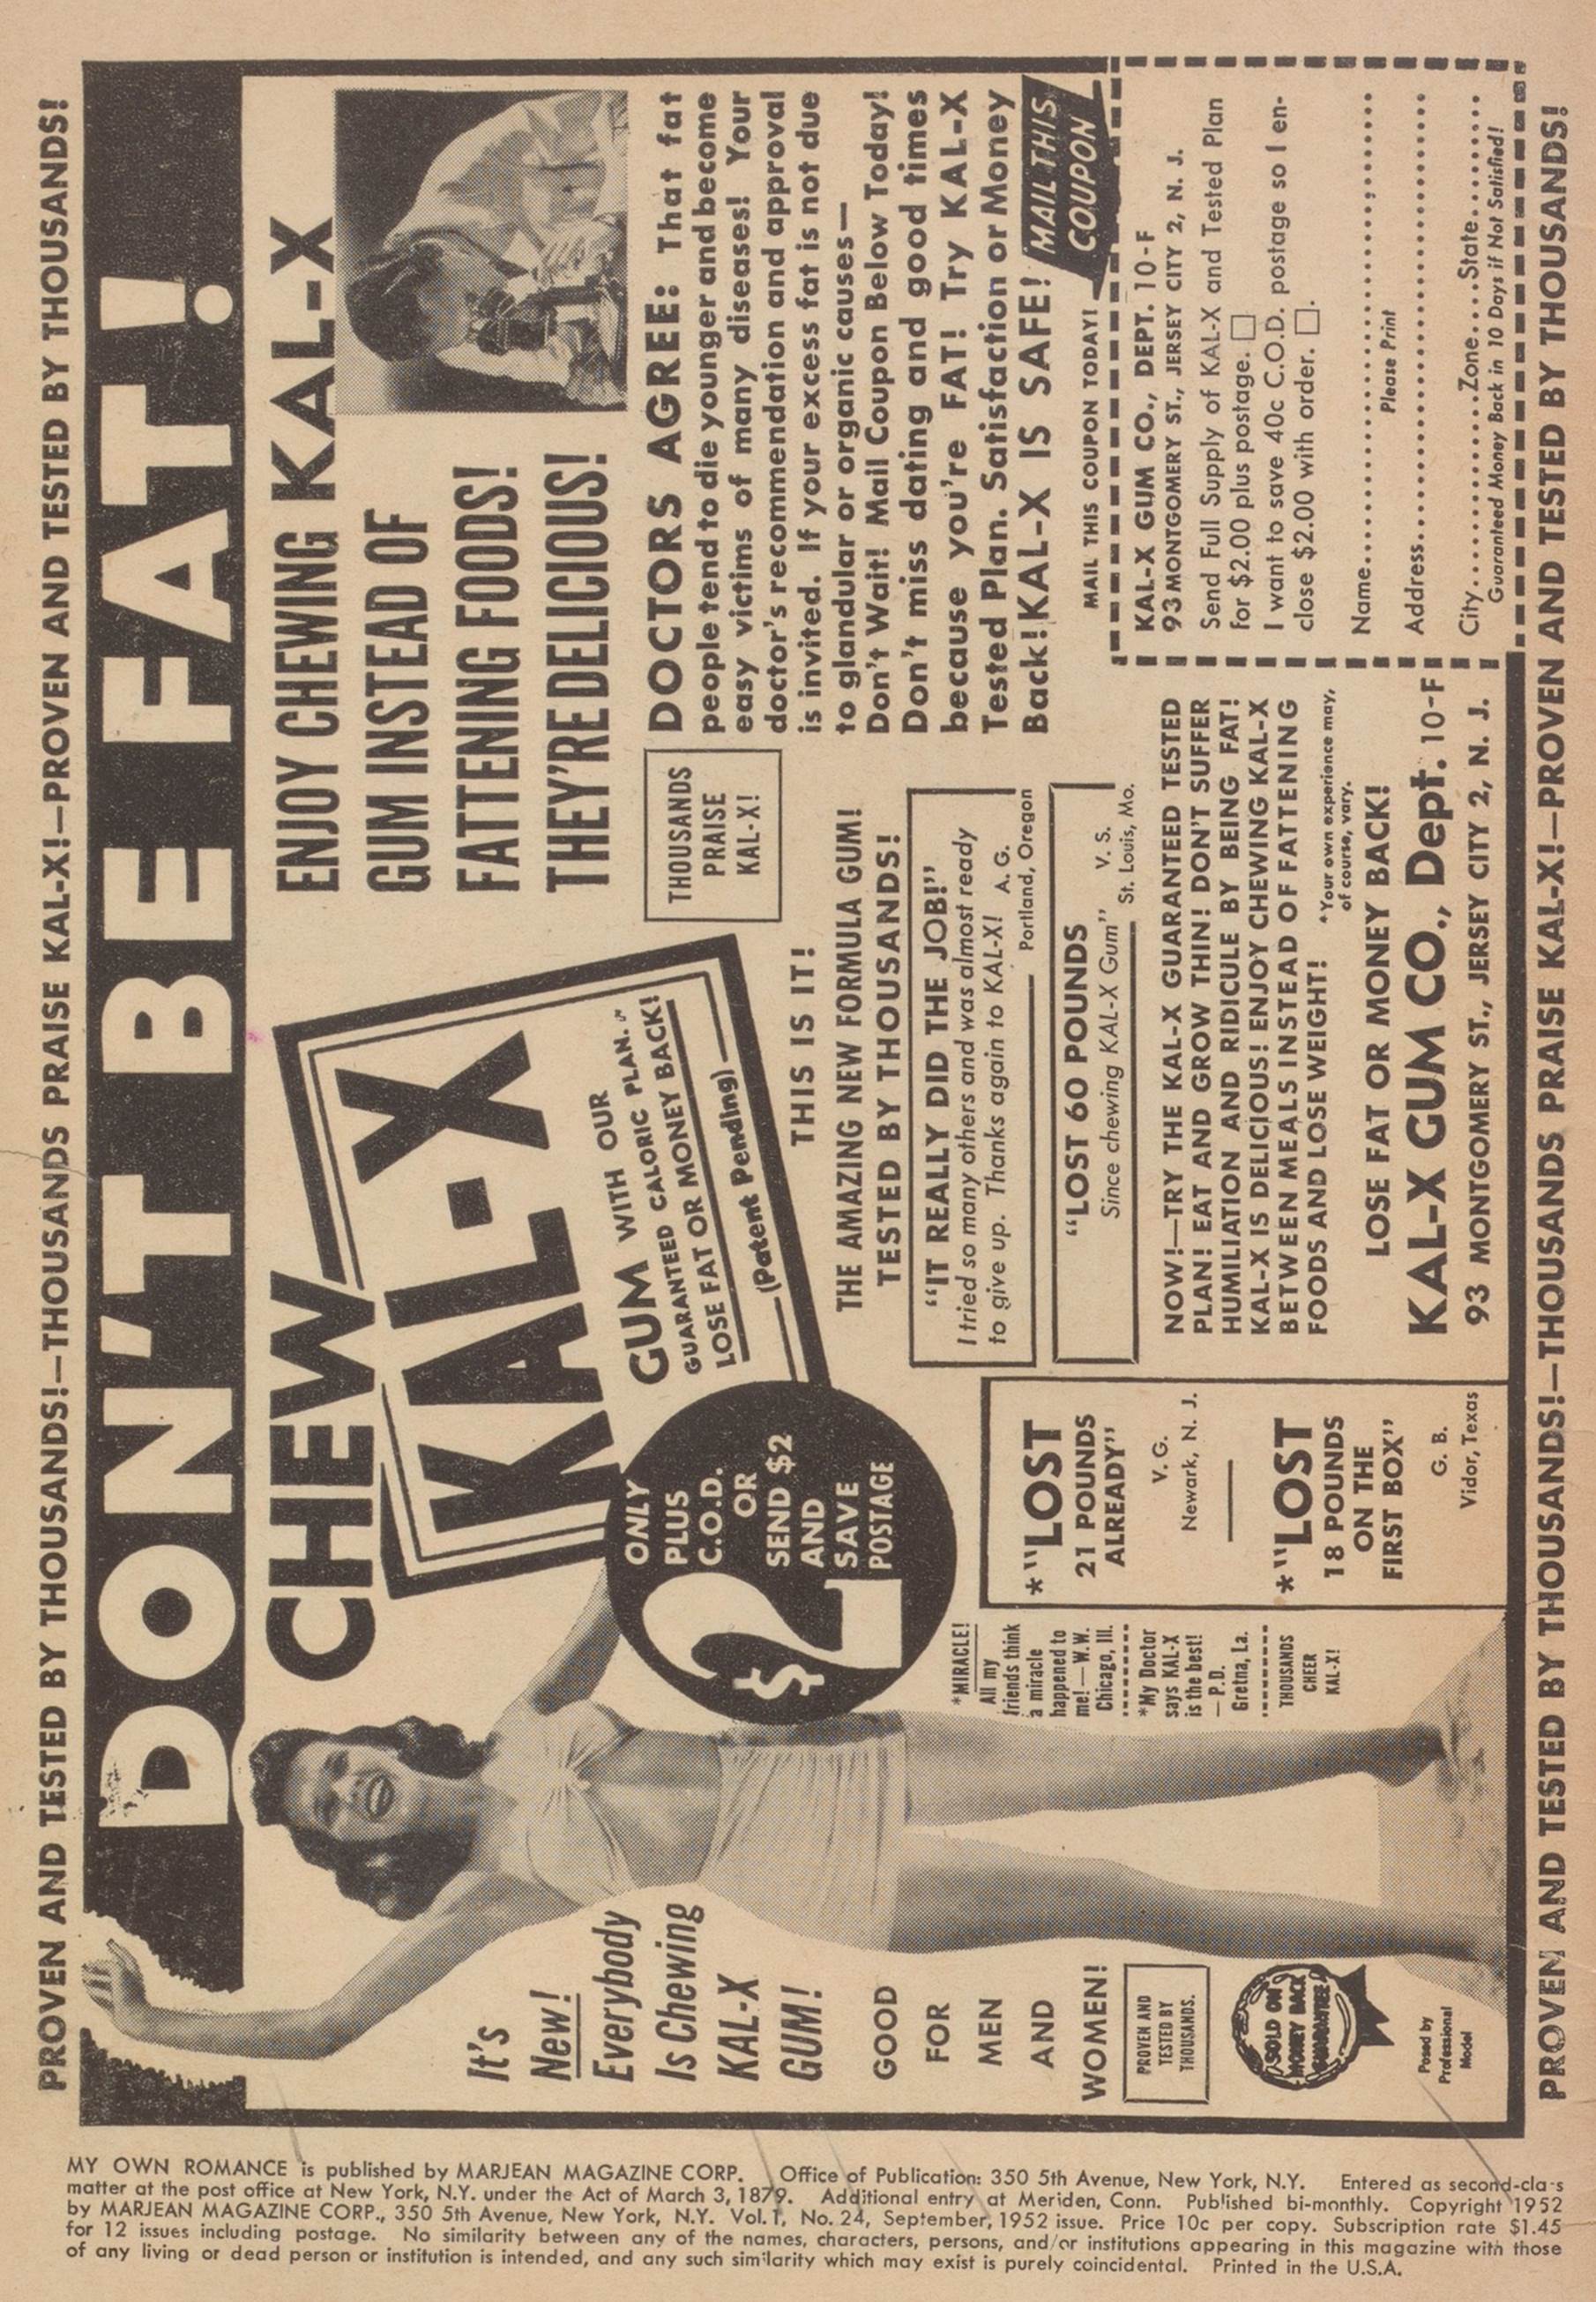 PROVEN AND TESTED BY THOUSANDS!—THOUSANDS PRAISE KAL-X!—PROVEN AND TESTED BY THOUSANDS!
DON'T BE FAT!
CHEW
KAL-X
GUM WITH OUR
GUARANTEED CALORIC PLAN.
LOSE FAT OR MONEY BACK!
(Patent Pending)
ENJOY CHEWING KAL-X
GUM INSTEAD OF
FATTENING FOODS!
THEY'RE DELICIOUS!
It's
New!
Everybody
Is Chewing
KAL-X
GUM!
GOOD
FOR
MEN
AND
WOMEN!
PROVEN AND
TESTED BY
THOUSANDS.
SOLD ON
MONEY BACK
GUARANTEE
Posed by
Professional
Model
$2
ONLY
PLUS
C.O.D.
OR
SEND $2
AND
SAVE
POSTAGE
*MIRACLE!
All my
friends think
a miracle
happened to
me!—W.W.
Chicago, Ill.
*My Doctor
says KAL-X
is the best!
—P.D.
Gretna, La.
THOUSANDS
CHEER
KAL-X!
*"LOST
21 POUNDS
ALREADY"
V. G.
Newark, N. J.
*"LOST
18 POUNDS
ON THE
FIRST BOX"
G. B.
Vidor, Texas
THIS IS IT!
THE AMAZING NEW FORMULA GUM!
TESTED BY THOUSANDS!
"IT REALLY DID THE JOB!"
I tried so many others and was almost ready
to give up. Thanks again to KAL-X! A. G.
Portland, Oregon
"LOST 60 POUNDS
Since chewing KAL-X Gum" V. S.
St. Louis, Mo.
NOW!—TRY THE KAL-X GUARANTEED TESTED
PLAN! EAT AND GROW THIN! DON'T SUFFER
HUMILIATION AND RIDICULE BY BEING FAT!
KAL-X IS DELICIOUS! ENJOY CHEWING KAL-X
BETWEEN MEALS INSTEAD OF FATTENING
FOODS AND LOSE WEIGHT!
*Your own experience may,
of course, vary.
LOSE FAT OR MONEY BACK!
KAL-X GUM CO., Dept. 10-F
93 MONTGOMERY ST., JERSEY CITY 2, N. J.
THOUSANDS
PRAISE
KAL-X!
DOCTORS AGREE: That fat
people tend to die younger and become
easy victims of many diseases! Your
doctor's recommendation and approval
is invited. If your excess fat is not due
to glandular or organic causes—
Don't Wait! Mail Coupon Below Today!
Don't miss dating and good times
because you're FAT! Try KAL-X
Tested Plan. Satisfaction or Money
Back! KAL-X IS SAFE!
MAIL THIS
COUPON
MAIL THIS COUPON TODAY!
KAL-X GUM CO., DEPT. 10-F
93 MONTGOMERY ST., JERSEY CITY 2, N. J.
Send Full Supply of KAL-X and Tested Plan
for $2.00 plus postage. □
I want to save 40c C.O.D. postage so I en-
close $2.00 with order. □.
Name
Please Print
Address
City Zone State
Guaranteed Money Back in 10 Days if Not Satisfied!
PROVEN AND TESTED BY THOUSANDS!—THOUSANDS PRAISE KAL-X!—PROVEN AND TESTED BY THOUSANDS!
MY OWN ROMANCE is published by MARJEAN MAGAZINE CORP. Office of Publication: 350 5th Avenue, New York, N.Y. Entered as second-class
matter at the post office at New York, N.Y. under the Act of March 3, 1879. Additional entry at Meriden, Conn. Published bi-monthly. Copyright 1952
by MARJEAN MAGAZINE CORP., 350 5th Avenue, New York, N.Y. Vol. 1, No. 24, September, 1952 issue. Price 10c per copy. Subscription rate $1.45
for 12 issues including postage. No similarity between any of the names, characters, persons, and/or institutions appearing in this magazine with those
of any living or dead person or institution is intended, and any such similarity which may exist is purely coincidental. Printed in the U.S.A.